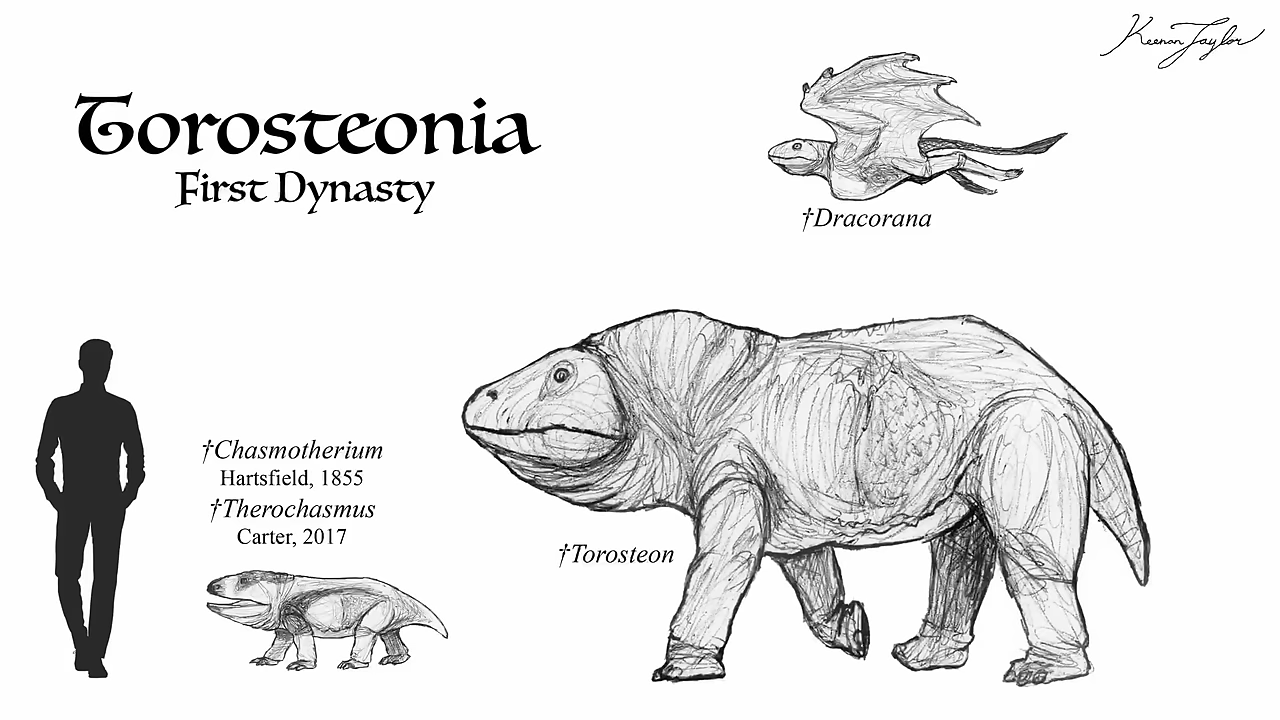 Keenan Taylor
Torosteonia
First Dynasty
†Dracorana
†Chasmotherium
Hartsfield, 1855
†Therochasmus
Carter, 2017
†Torosteon